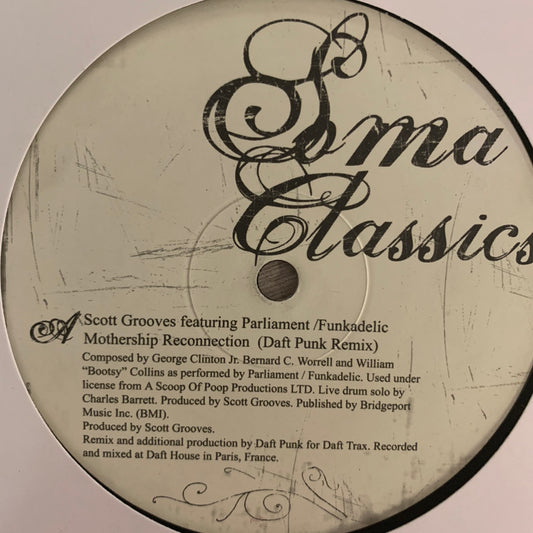 Soma
Classics
A
Scott Grooves featuring Parliament /Funkadelic
Mothership Reconnection (Daft Punk Remix)
Composed by George Clinton Jr. Bernard C. Worrell and William
“Bootsy” Collins as performed by Parliament / Funkadelic. Used under
license from A Scoop Of Poop Productions LTD. Live drum solo by
Charles Barrett. Produced by Scott Grooves. Published by Bridgeport
Music Inc. (BMI).
Produced by Scott Grooves.
Remix and additional production by Daft Punk for Daft Trax. Recorded
and mixed at Daft House in Paris, France.